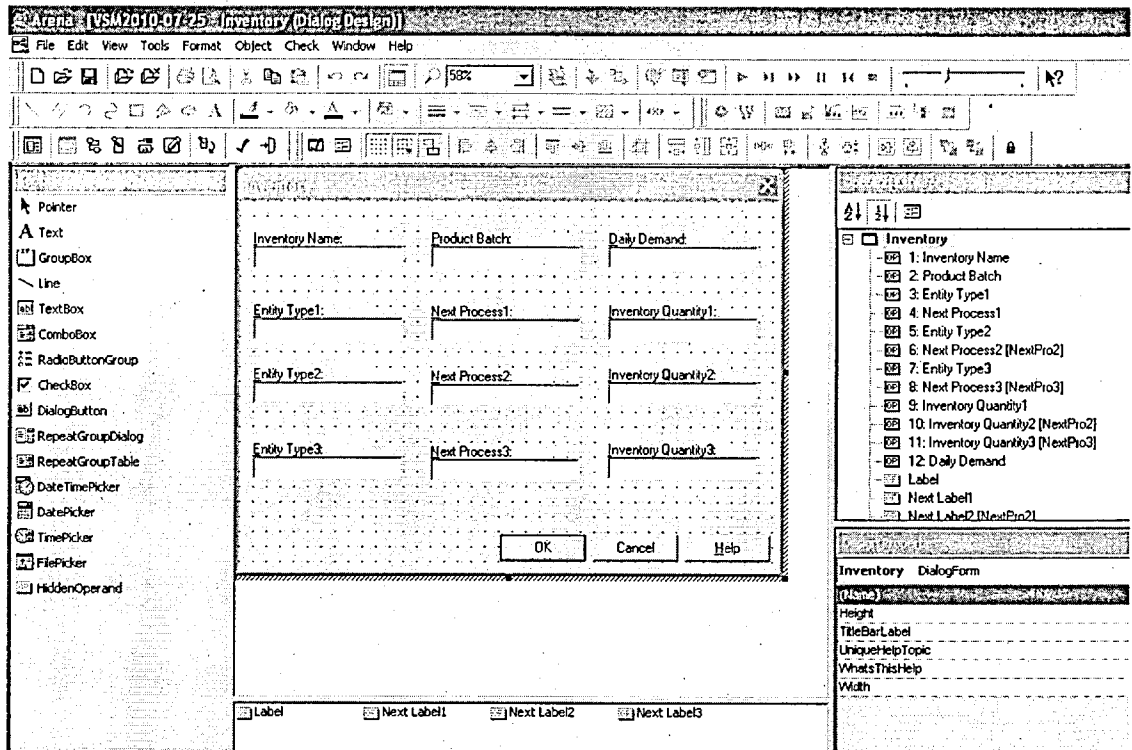 Arena - [VSM2010-07-25 - Inventory (Dialog Design)]
File Edit View Tools Format Object Check Window Help
58%
Pointer
A Text
GroupBox
Line
TextBox
ComboBox
RadioButtonGroup
CheckBox
DialogButton
RepeatGroupDialog
RepeatGroupTable
DateTimePicker
DatePicker
TimePicker
FilePicker
HiddenOperand
Inventory Name: Product Batch: Daily Demand:
Entity Type1: Next Process1: Inventory Quantity1:
Entity Type2: Next Process2: Inventory Quantity2:
Entity Type3: Next Process3: Inventory Quantity3:
OK Cancel Help
Label Next Label1 Next Label2 Next Label3
Inventory
1: Inventory Name
2: Product Batch
3: Entity Type1
4: Next Process1
5: Entity Type2
6: Next Process2 [NextPro2]
7: Entity Type3
8: Next Process3 [NextPro3]
9: Inventory Quantity1
10: Inventory Quantity2 [NextPro2]
11: Inventory Quantity3 [NextPro3]
12: Daily Demand
Label
Next Label1
Next Label2 [NextPro2]
Inventory DialogForm
(Name)
Height
TitleBarLabel
UniqueHelpTopic
WhatsThisHelp
Width